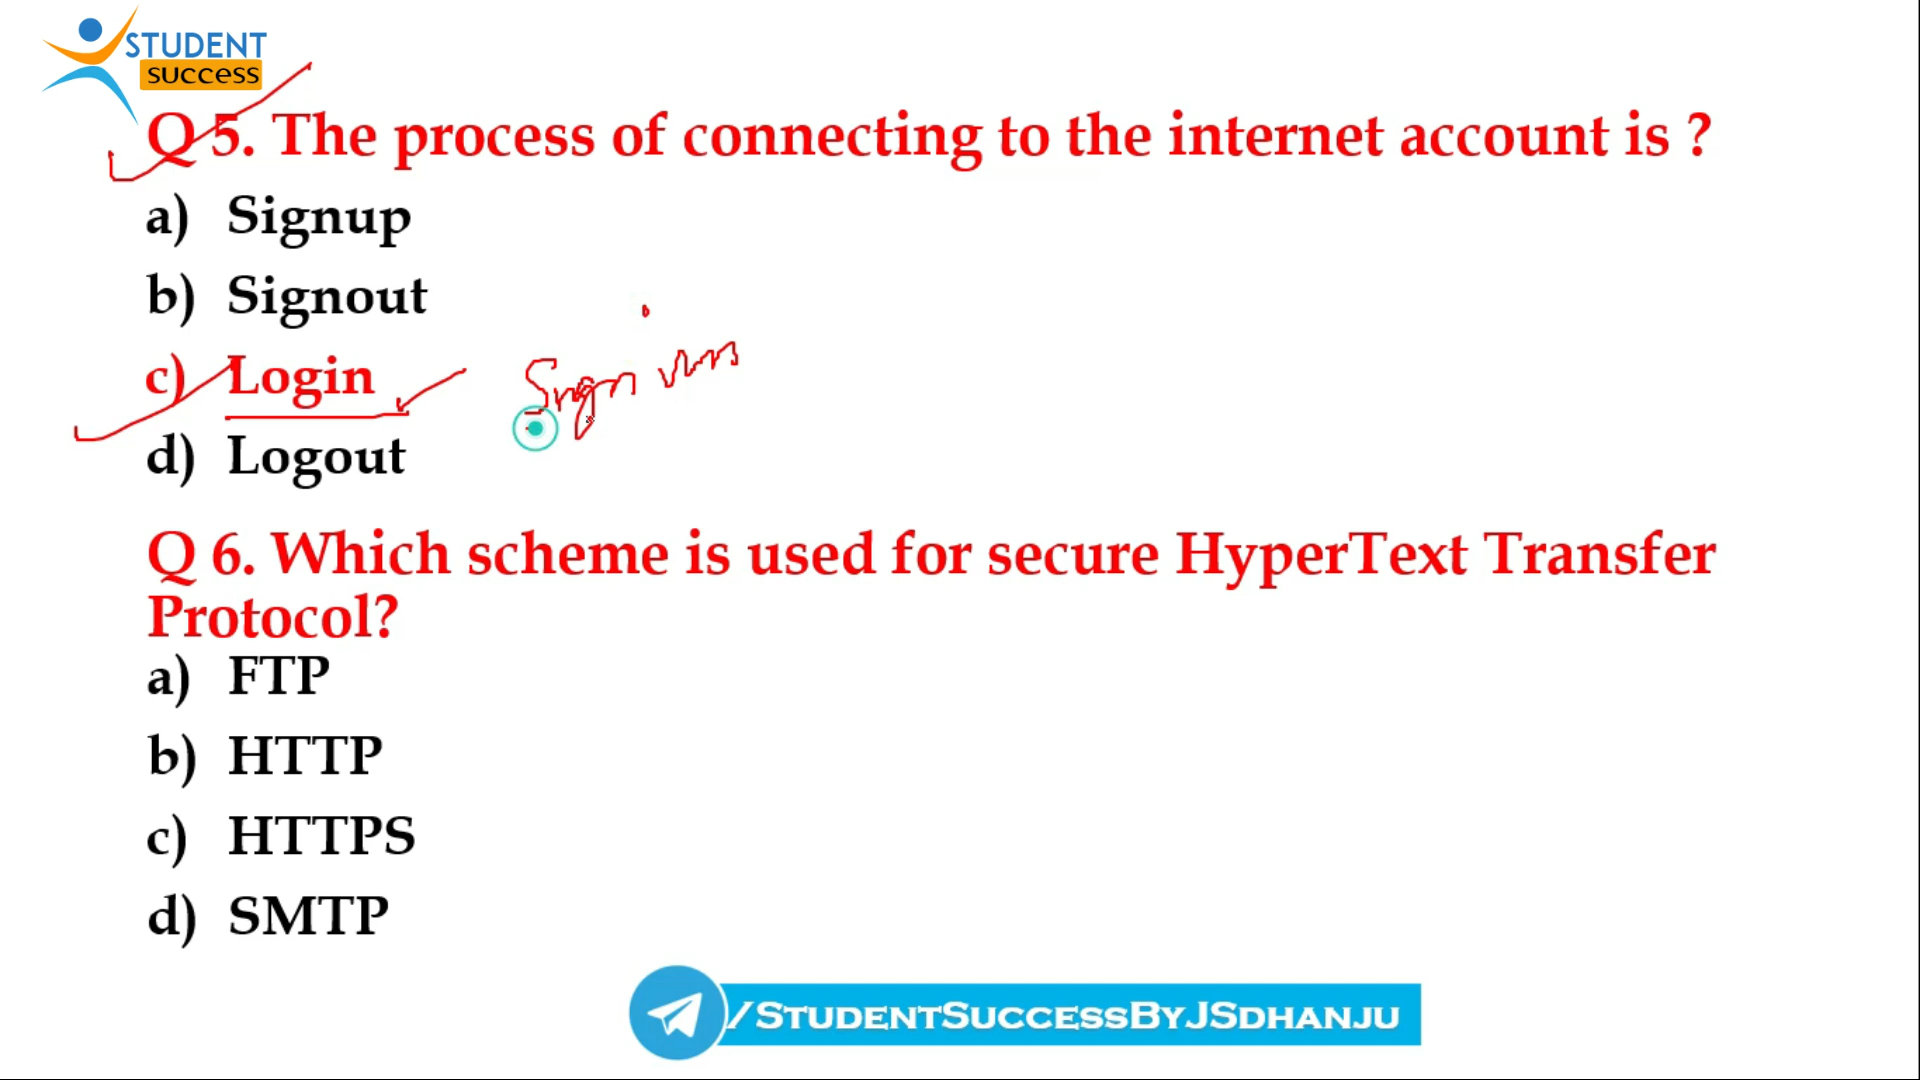 STUDENT
success
Q 5. The process of connecting to the internet account is ?
a) Signup
b) Signout
c) Login
Sign
d) Logout
Q 6. Which scheme is used for secure HyperText Transfer
Protocol?
a) FTP
b) HTTP
c) HTTPS
d) SMTP
/STUDENTSUCCESSBYJSDHANJU